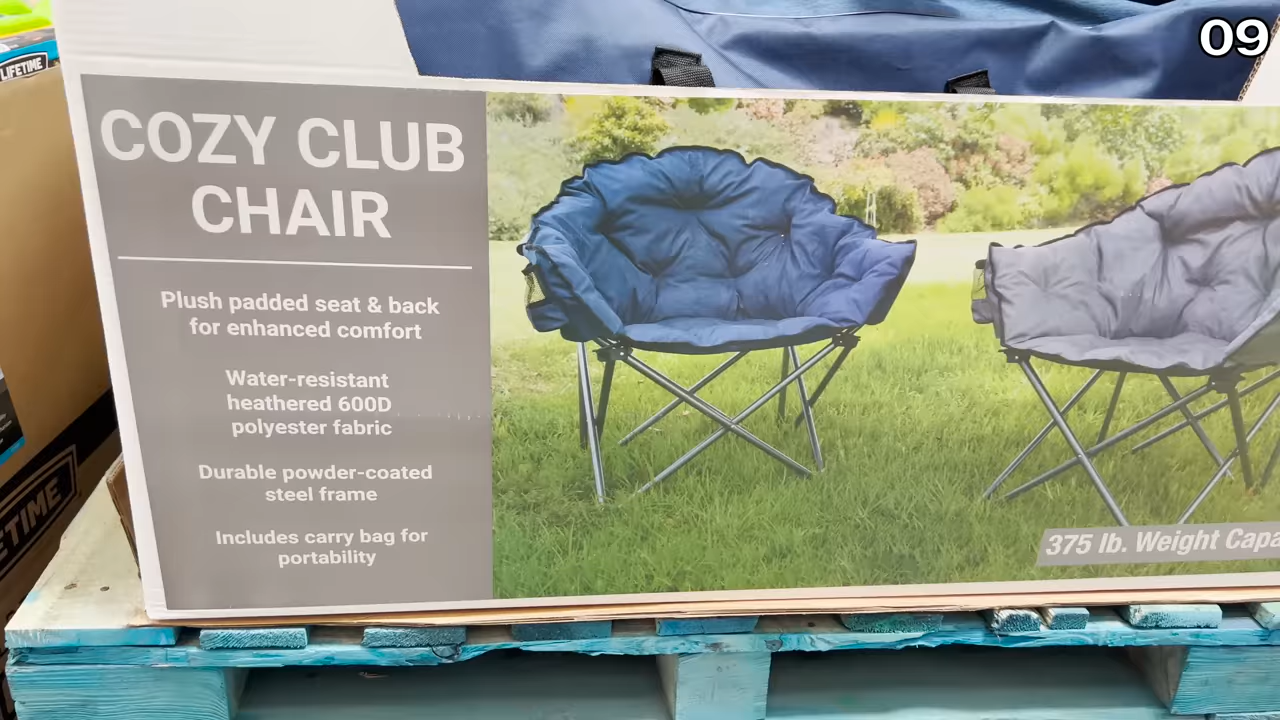 09
LIFETIME
COZY CLUB
CHAIR
Plush padded seat & back
for enhanced comfort
Water-resistant
heathered 600D
polyester fabric
Durable powder-coated
steel frame
Includes carry bag for
portability
375 lb. Weight Capa
ETIME